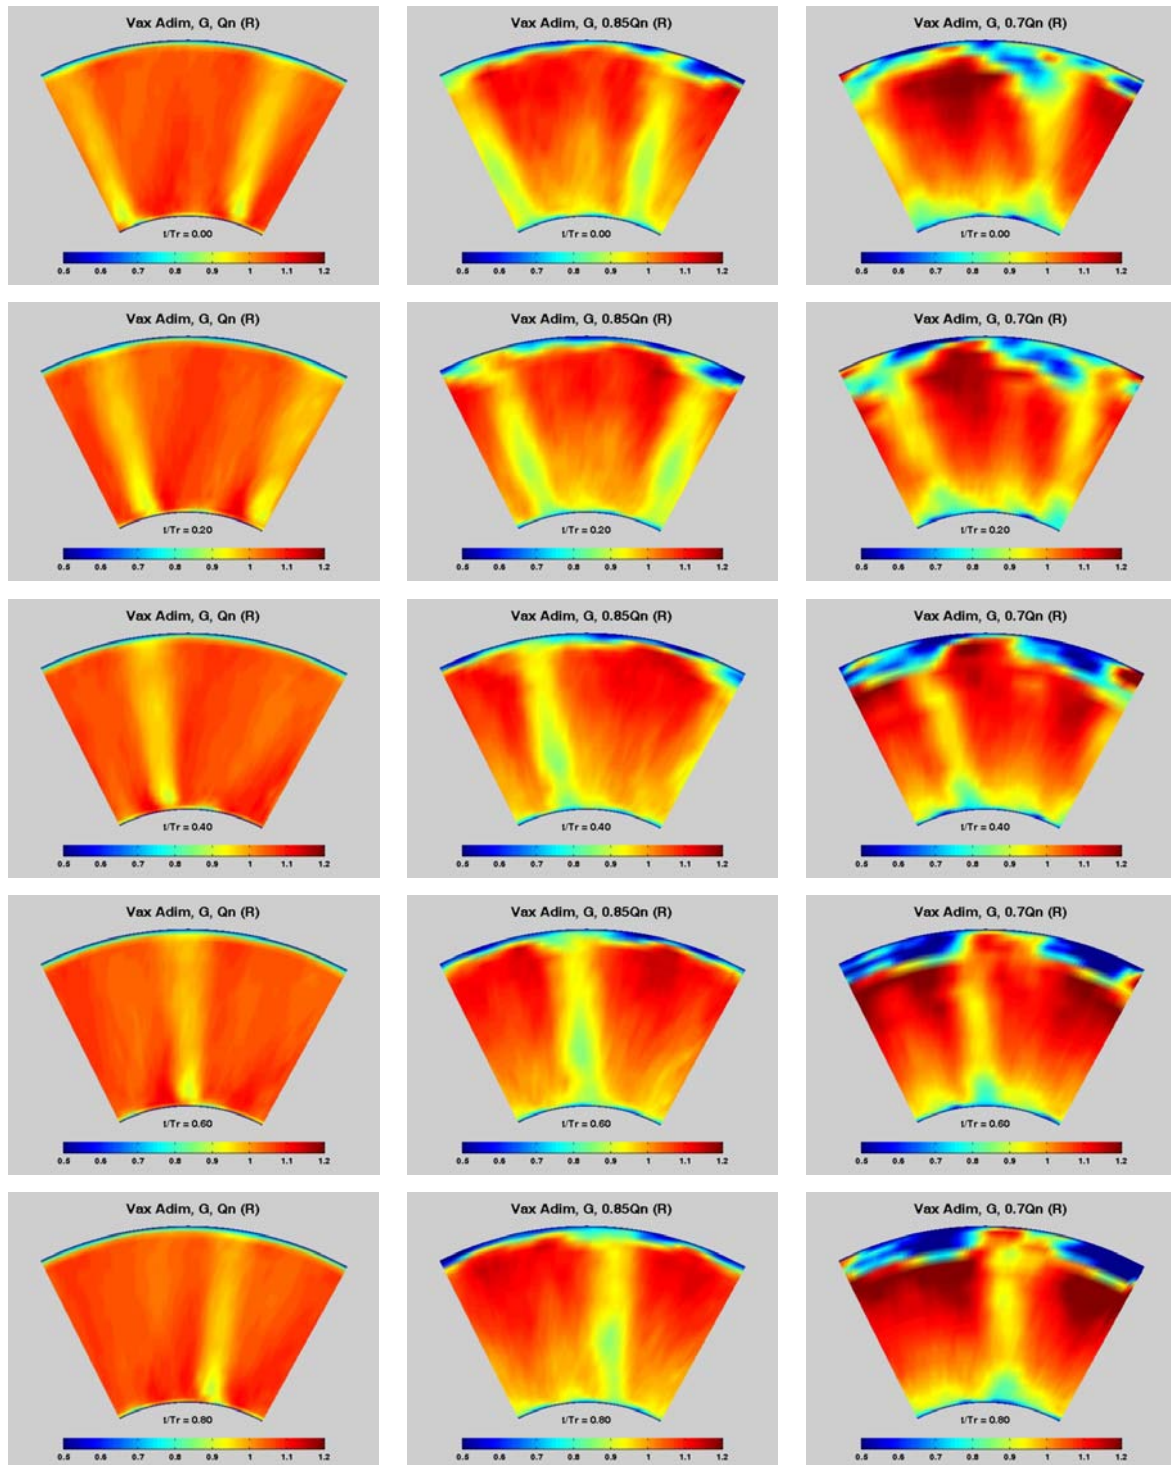 Vax Adim, G, Qn (R)
t/Tr = 0.00
0.5 0.6 0.7 0.8 0.9 1 1.1 1.2
Vax Adim, G, 0.85Qn (R)
t/Tr = 0.00
0.5 0.6 0.7 0.8 0.9 1 1.1 1.2
Vax Adim, G, 0.7Qn (R)
t/Tr = 0.00
0.5 0.6 0.7 0.8 0.9 1 1.1 1.2
Vax Adim, G, Qn (R)
t/Tr = 0.20
0.5 0.6 0.7 0.8 0.9 1 1.1 1.2
Vax Adim, G, 0.85Qn (R)
t/Tr = 0.20
0.5 0.6 0.7 0.8 0.9 1 1.1 1.2
Vax Adim, G, 0.7Qn (R)
t/Tr = 0.20
0.5 0.6 0.7 0.8 0.9 1 1.1 1.2
Vax Adim, G, Qn (R)
t/Tr = 0.40
0.5 0.6 0.7 0.8 0.9 1 1.1 1.2
Vax Adim, G, 0.85Qn (R)
t/Tr = 0.40
0.5 0.6 0.7 0.8 0.9 1 1.1 1.2
Vax Adim, G, 0.7Qn (R)
t/Tr = 0.40
0.5 0.6 0.7 0.8 0.9 1 1.1 1.2
Vax Adim, G, Qn (R)
t/Tr = 0.60
0.5 0.6 0.7 0.8 0.9 1 1.1 1.2
Vax Adim, G, 0.85Qn (R)
t/Tr = 0.60
0.5 0.6 0.7 0.8 0.9 1 1.1 1.2
Vax Adim, G, 0.7Qn (R)
t/Tr = 0.60
0.5 0.6 0.7 0.8 0.9 1 1.1 1.2
Vax Adim, G, Qn (R)
t/Tr = 0.80
0.5 0.6 0.7 0.8 0.9 1 1.1 1.2
Vax Adim, G, 0.85Qn (R)
t/Tr = 0.80
0.5 0.6 0.7 0.8 0.9 1 1.1 1.2
Vax Adim, G, 0.7Qn (R)
t/Tr = 0.80
0.5 0.6 0.7 0.8 0.9 1 1.1 1.2